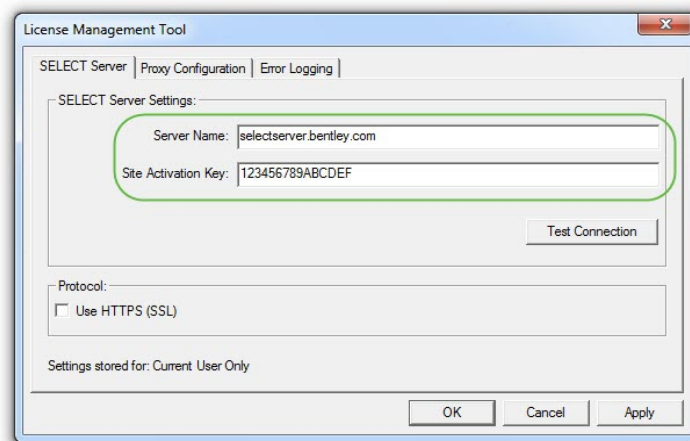 License Management Tool
SELECT Server Proxy Configuration Error Logging
SELECT Server Settings:
Server Name: selectserver.bentley.com
Site Activation Key: 123456789ABCDEF
Test Connection
Protocol:
Use HTTPS (SSL)
Settings stored for: Current User Only
OK Cancel Apply